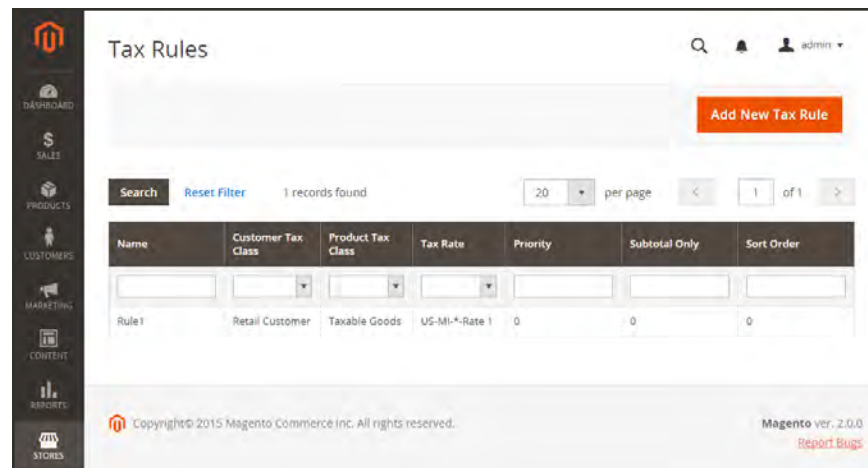 Tax Rules
admin
DASHBOARD
Add New Tax Rule
$
SALES
Search Reset Filter 1 records found 20 per page < 1 of 1 >
PRODUCTS
Name Customer Tax Class Product Tax Class Tax Rate Priority Subtotal Only Sort Order
CUSTOMERS
MARKETING
Rule1 Retail Customer Taxable Goods US-MI-*-Rate 1 0 0 0
CONTENT
REPORTS
Copyright© 2015 Magento Commerce Inc. All rights reserved.
Magento ver. 2.0.0
Report Bugs
STORES